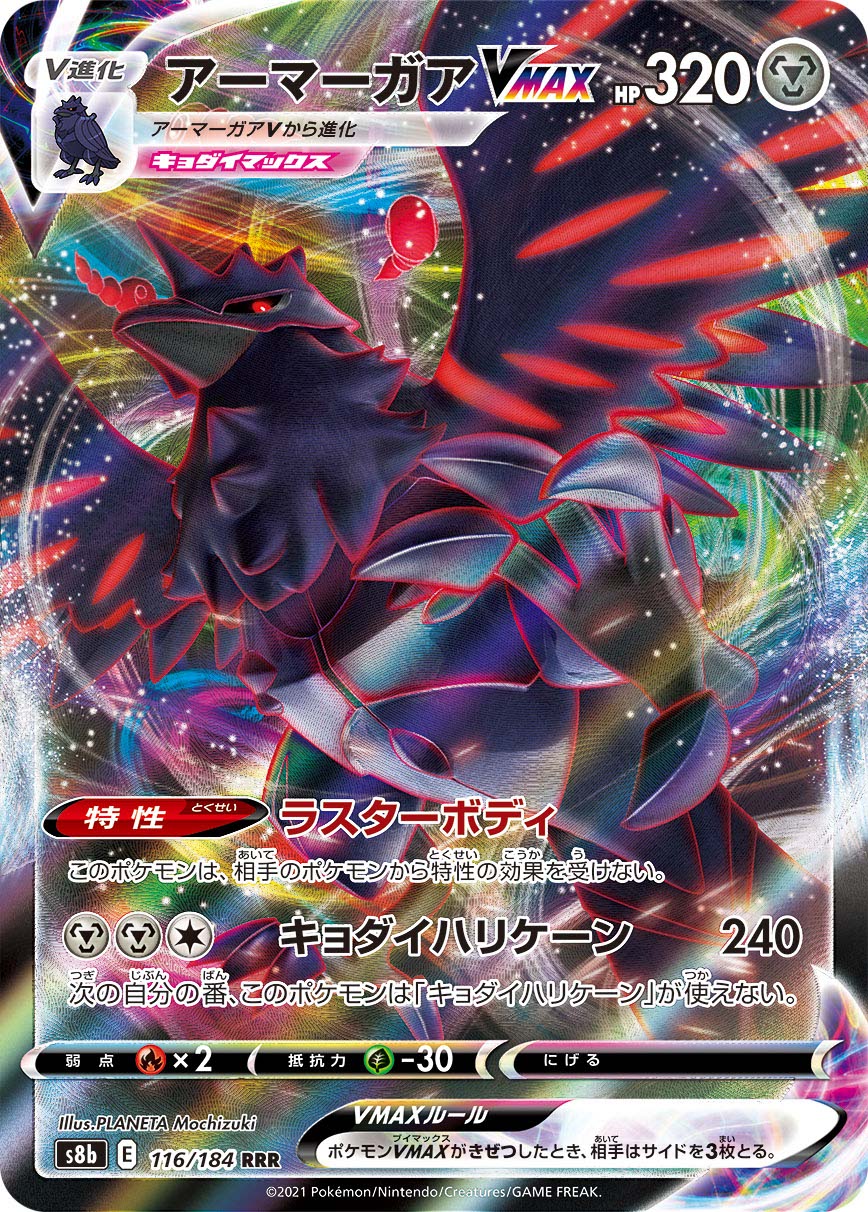 V進化
アーマーガアVMAX
HP320
アーマーガアVから進化
キョダイマックス
特性 とくせい ラスターボディ
このポケモンは、相手のポケモンから特性の効果を受けない。
キョダイハリケーン 240
次の自分の番、このポケモンは「キョダイハリケーン」が使えない。
弱点 ×2 抵抗力 -30 にげる
Illus.PLANETA Mochizuki
VMAXルール
ポケモンVMAXがきぜつしたとき、相手はサイドを3枚とる。
s8b E 116/184 RRR
©2021 Pokémon/Nintendo/Creatures/GAME FREAK.